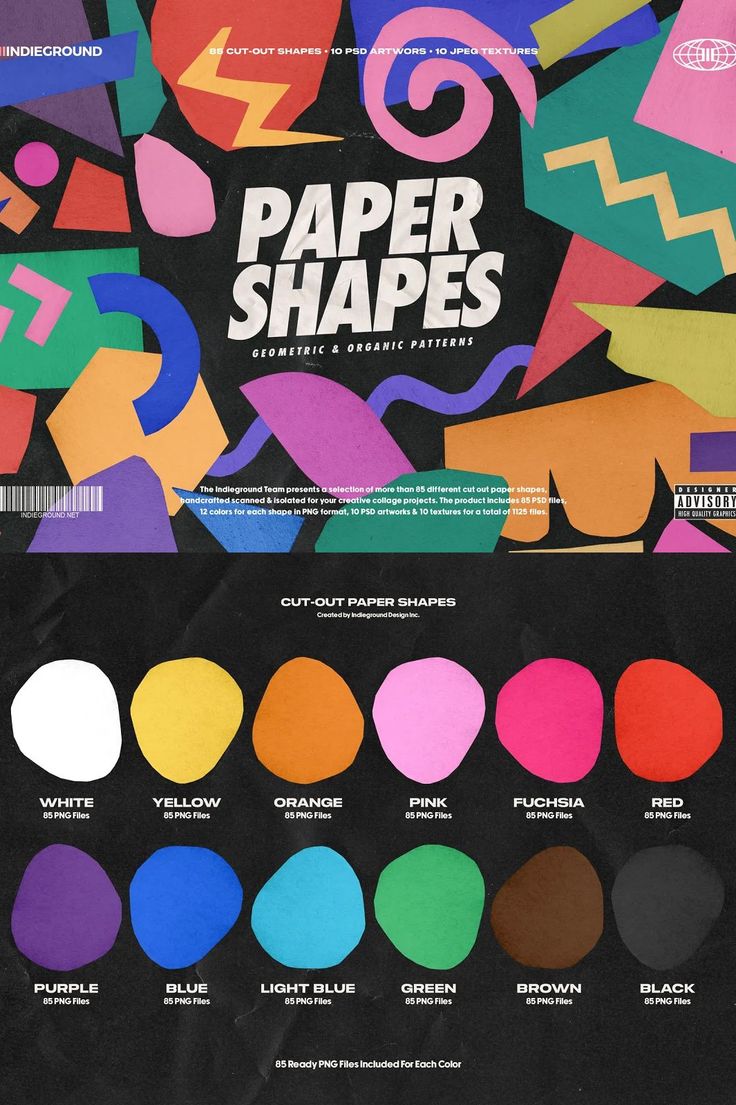 INDIEGROUND
85 CUT-OUT SHAPES • 10 PSD ARTWORS • 10 JPEG TEXTURES
PAPER
SHAPES
GEOMETRIC & ORGANIC PATTERNS
The Indieground Team presents a selection of more than 85 different cut out paper shapes,
handcrafted scanned & isolated for your creative collage projects. The product includes 85 PSD files,
12 colors for each shape in PNG format, 10 PSD artworks & 10 textures for a total of 1125 files.
INDIEGROUND.NET
DESIGNER
ADVISORY
HIGH QUALITY GRAPHICS
CUT-OUT PAPER SHAPES
Created by Indieground Design Inc.
WHITE YELLOW ORANGE PINK FUCHSIA RED
85 PNG Files 85 PNG Files 85 PNG Files 85 PNG Files 85 PNG Files 85 PNG Files
PURPLE BLUE LIGHT BLUE GREEN BROWN BLACK
85 PNG Files 85 PNG Files 85 PNG Files 85 PNG Files 85 PNG Files 85 PNG Files
85 Ready PNG Files Included For Each Color